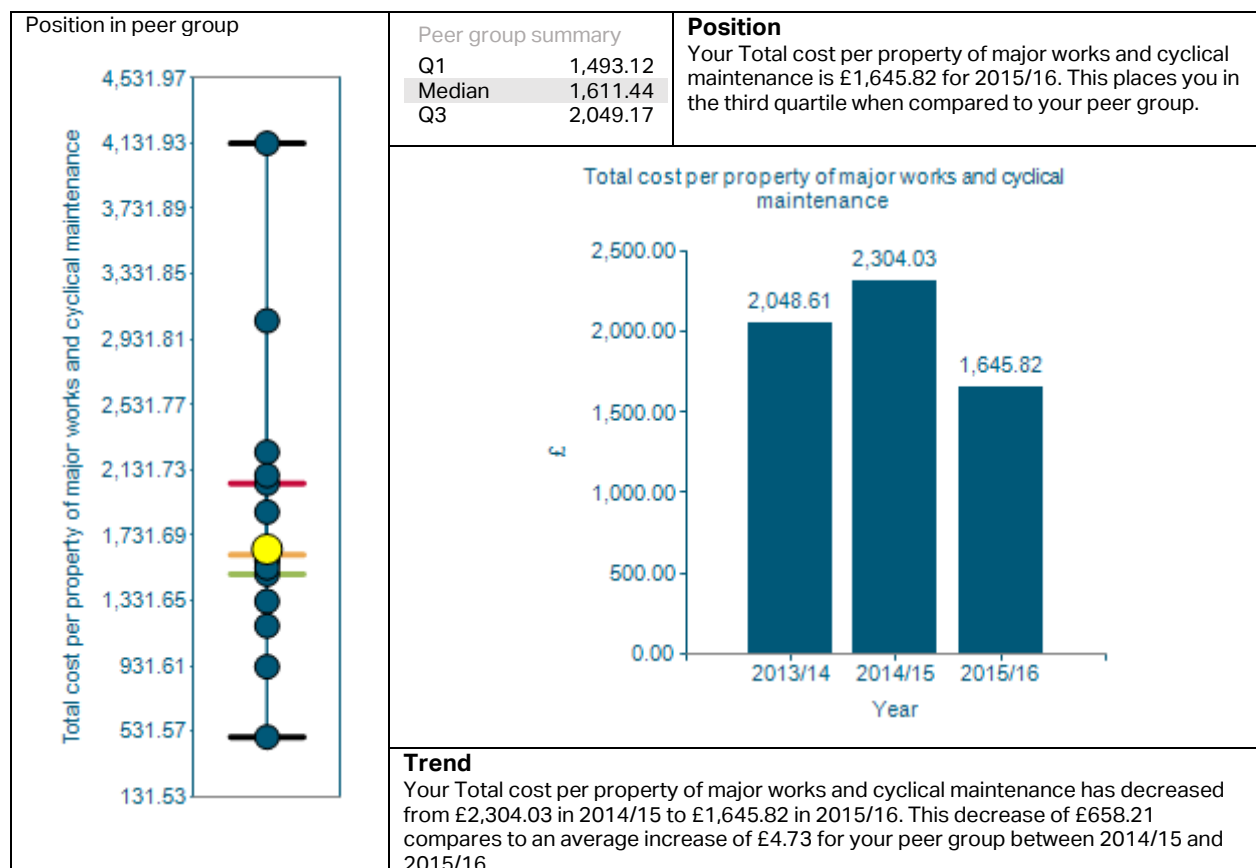 Position in peer group
4,531.97
4,131.93
3,731.89
3,331.85
2,931.81
2,531.77
2,131.73
1,731.69
1,331.65
931.61
531.57
131.53
Total cost per property of major works and cyclical maintenance
Peer group summary
Q1 1,493.12
Median 1,611.44
Q3 2,049.17
Position
Your Total cost per property of major works and cyclical
maintenance is £1,645.82 for 2015/16. This places you in
the third quartile when compared to your peer group.
Total cost per property of major works and cyclical
maintenance
2,500.00
2,000.00
1,500.00
1,000.00
500.00
0.00
£
2,048.61
2,304.03
1,645.82
2013/14 2014/15 2015/16
Year
Trend
Your Total cost per property of major works and cyclical maintenance has decreased
from £2,304.03 in 2014/15 to £1,645.82 in 2015/16. This decrease of £658.21
compares to an average increase of £4.73 for your peer group between 2014/15 and
2015/16